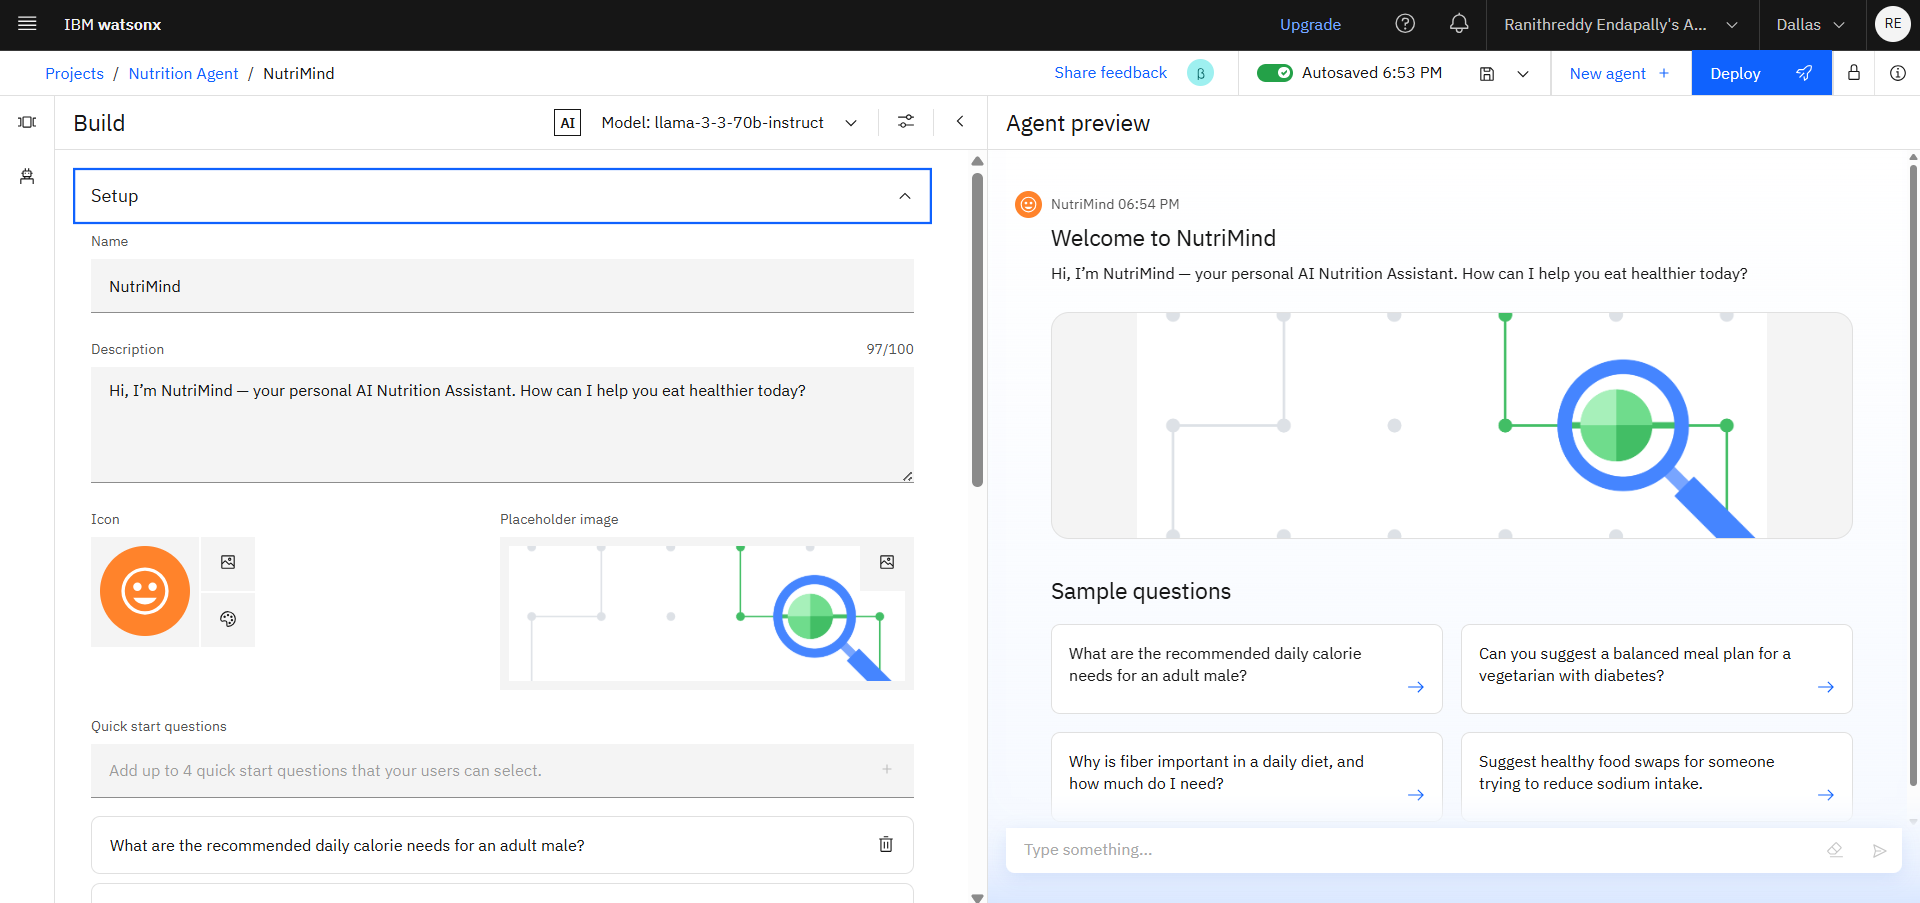 IBM watsonx
Upgrade
Ranithreddy Endapally's A...
Dallas
RE
Projects / Nutrition Agent / NutriMind
Share feedback
β
Autosaved 6:53 PM
New agent +
Deploy
Build
AI
Model: llama-3-3-70b-instruct
Setup
Name
NutriMind
Description
97/100
Hi, I’m NutriMind — your personal AI Nutrition Assistant. How can I help you eat healthier today?
Icon
Placeholder image
Quick start questions
Add up to 4 quick start questions that your users can select.
What are the recommended daily calorie needs for an adult male?
Agent preview
NutriMind 06:54 PM
Welcome to NutriMind
Hi, I’m NutriMind — your personal AI Nutrition Assistant. How can I help you eat healthier today?
Sample questions
What are the recommended daily calorie
needs for an adult male?
Can you suggest a balanced meal plan for a
vegetarian with diabetes?
Why is fiber important in a daily diet, and
how much do I need?
Suggest healthy food swaps for someone
trying to reduce sodium intake.
Type something...